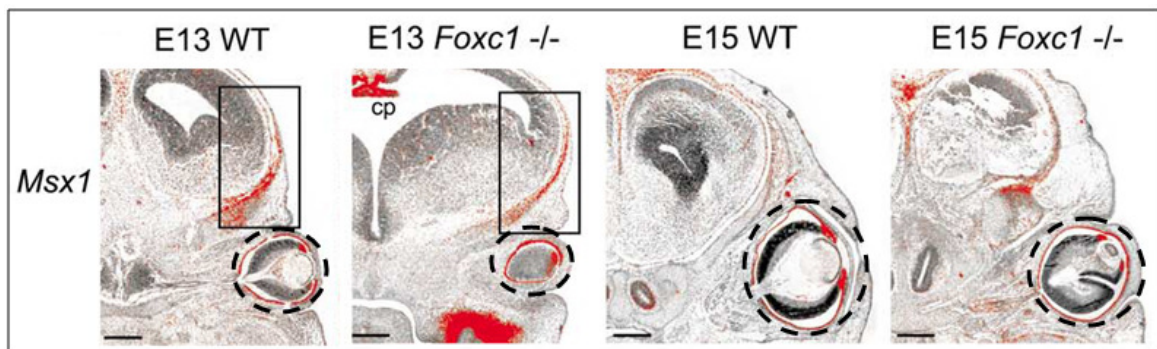 E13 WT
E13 Foxc1 -/-
E15 WT
E15 Foxc1 -/-
Msx1
cp